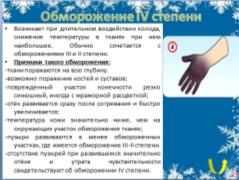 Обморожение IV степени
• Возникает при длительном воздействии холода,
снижение температуры в тканях при нем
наибольшее. Обычно сочетается с
обморожениями III и II степени.
• Признаки такого обморожения:
-ткани поражаются на всю глубину.
-возможно поражение костей и суставов;
-поврежденный участок конечности резко
синюшный, иногда с мраморной расцветкой;
-отёк развивается сразу после согревания и быстро
увеличивается;
-температура кожи значительно ниже, чем на
окружающих участок обморожения тканях;
-пузыри развиваются в менее обмороженных
участках, где имеется обморожение III-II степени.
-отсутствие пузырей при развившемся значительно
отёке и утрата чувствительности
свидетельствуют об обморожении IV степени.
4